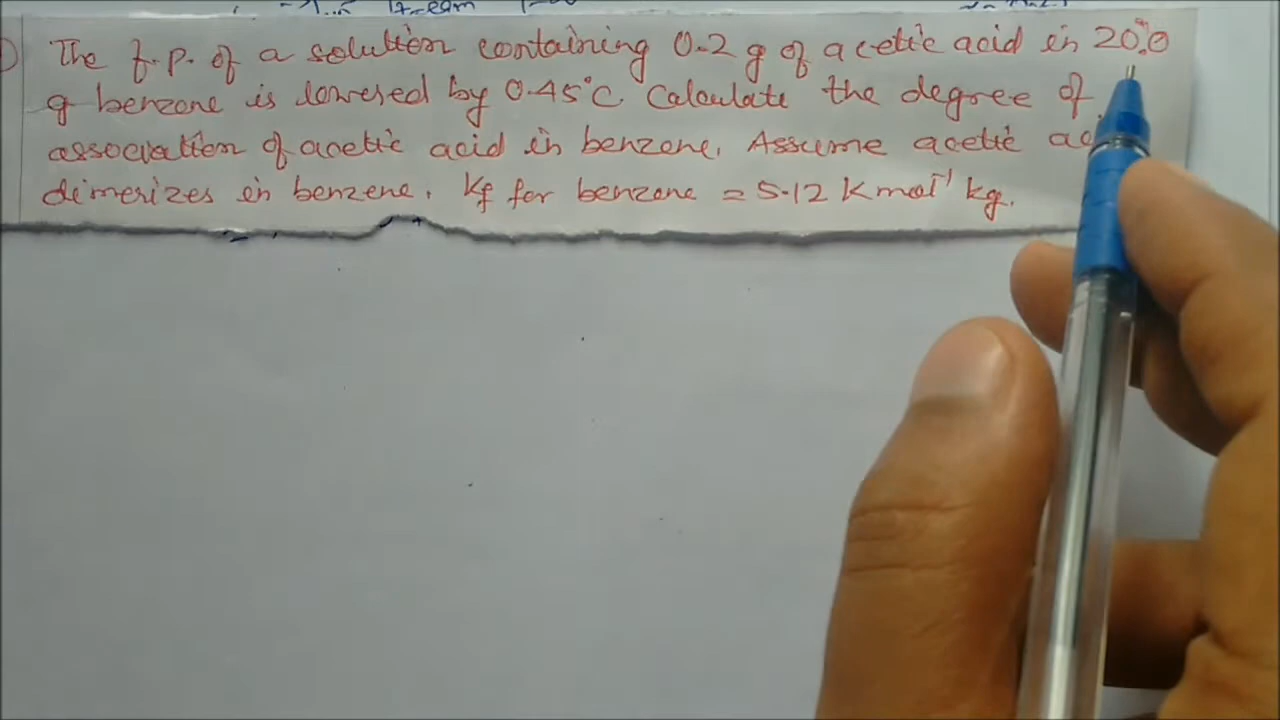 The f.p. of a solution containing 0.2 g of acetic acid in 20.0
g benzene is lowered by 0.45°C Calculate the degree of
association of acetic acid in benzene. Assume acetic
dimerizes in benzene. Kf for benzene = 5.12 K mol⁻¹ kg.